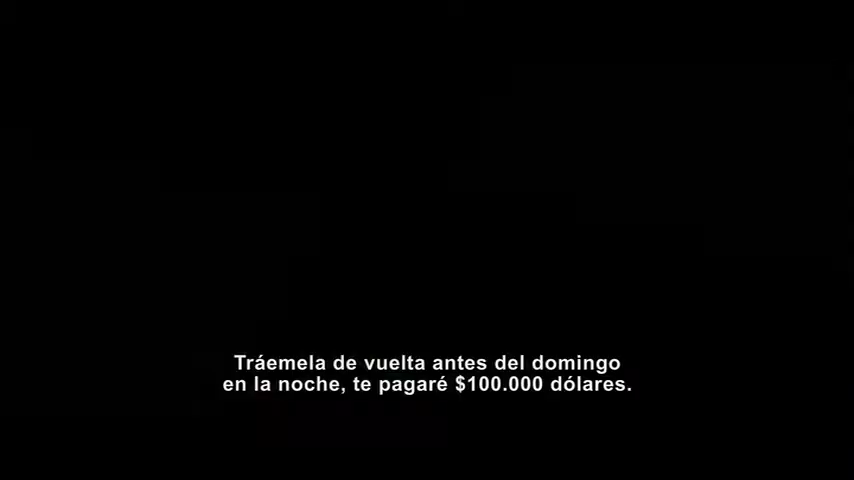 Tráemela de vuelta antes del domingo
en la noche, te pagaré $100.000 dólares.